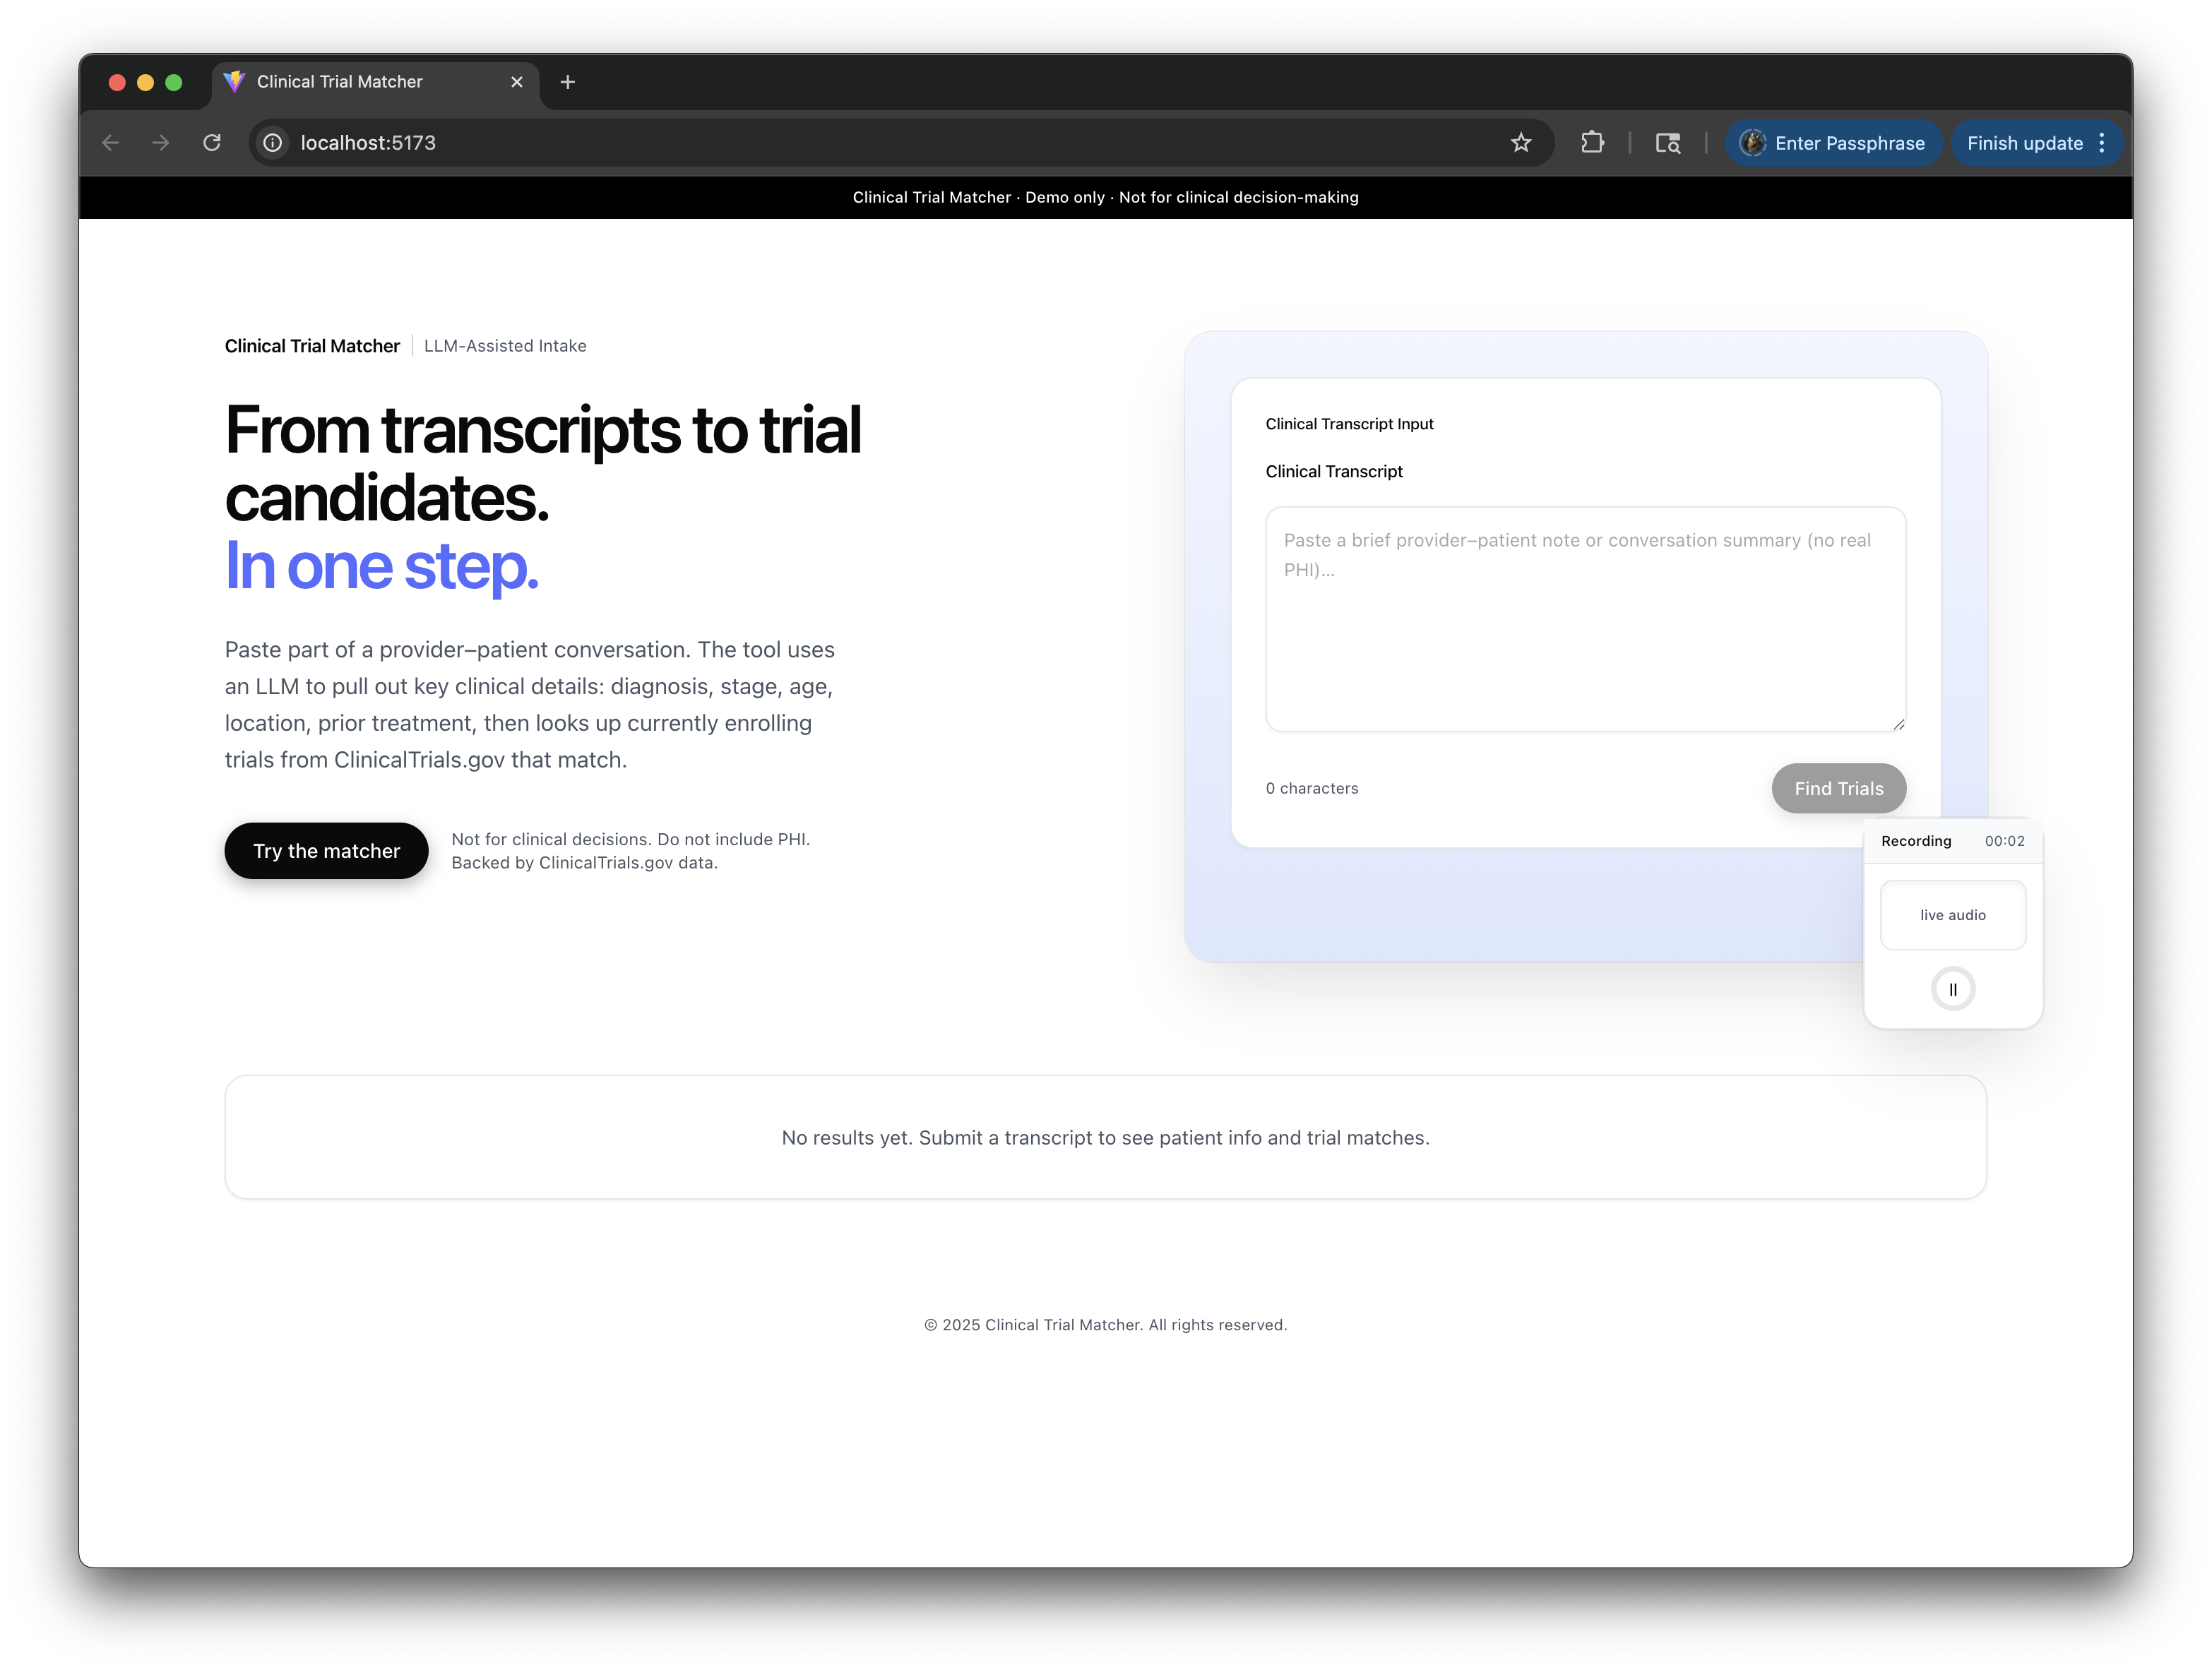 Clinical Trial Matcher
localhost:5173
Enter Passphrase
Finish update
Clinical Trial Matcher · Demo only · Not for clinical decision-making
Clinical Trial Matcher
LLM-Assisted Intake
From transcripts to trial
candidates.
In one step.
Paste part of a provider–patient conversation. The tool uses
an LLM to pull out key clinical details: diagnosis, stage, age,
location, prior treatment, then looks up currently enrolling
trials from ClinicalTrials.gov that match.
Try the matcher
Not for clinical decisions. Do not include PHI.
Backed by ClinicalTrials.gov data.
Clinical Transcript Input
Clinical Transcript
Paste a brief provider–patient note or conversation summary (no real
PHI)...
0 characters
Find Trials
Recording 00:02
live audio
No results yet. Submit a transcript to see patient info and trial matches.
© 2025 Clinical Trial Matcher. All rights reserved.